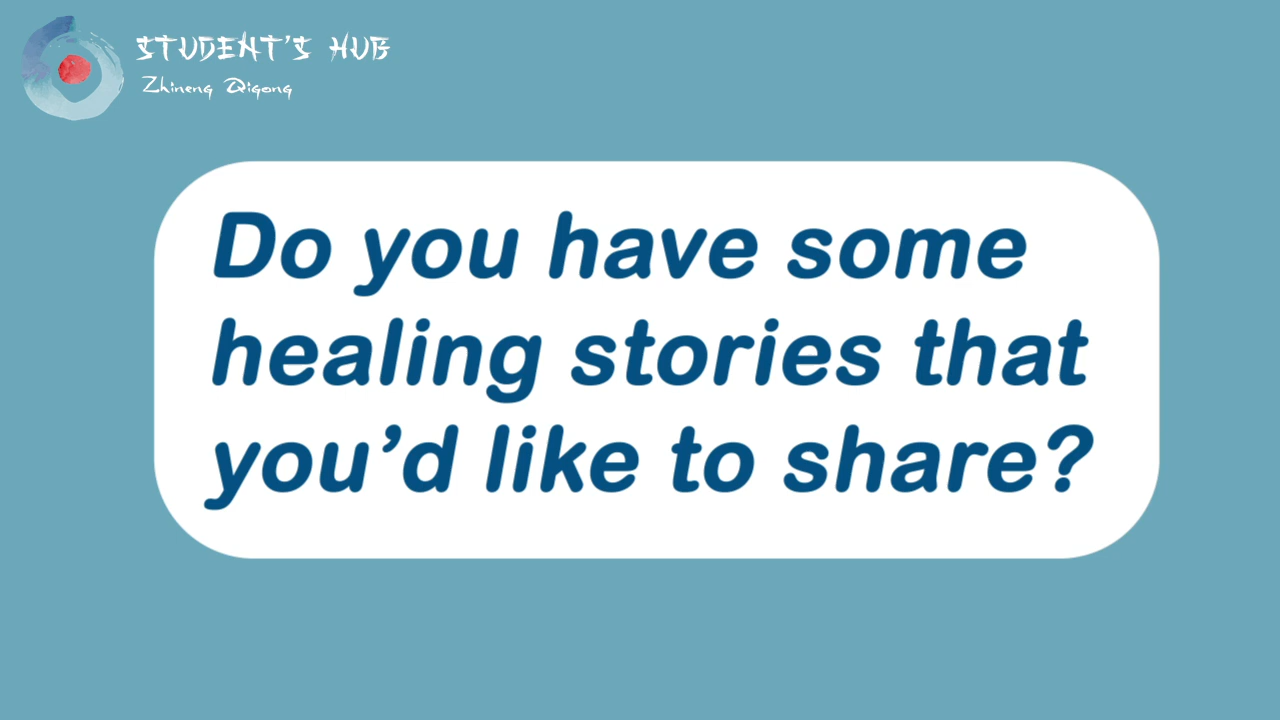 STUDENT'S HUB
Zhineng Qigong
Do you have some
healing stories that
you’d like to share?